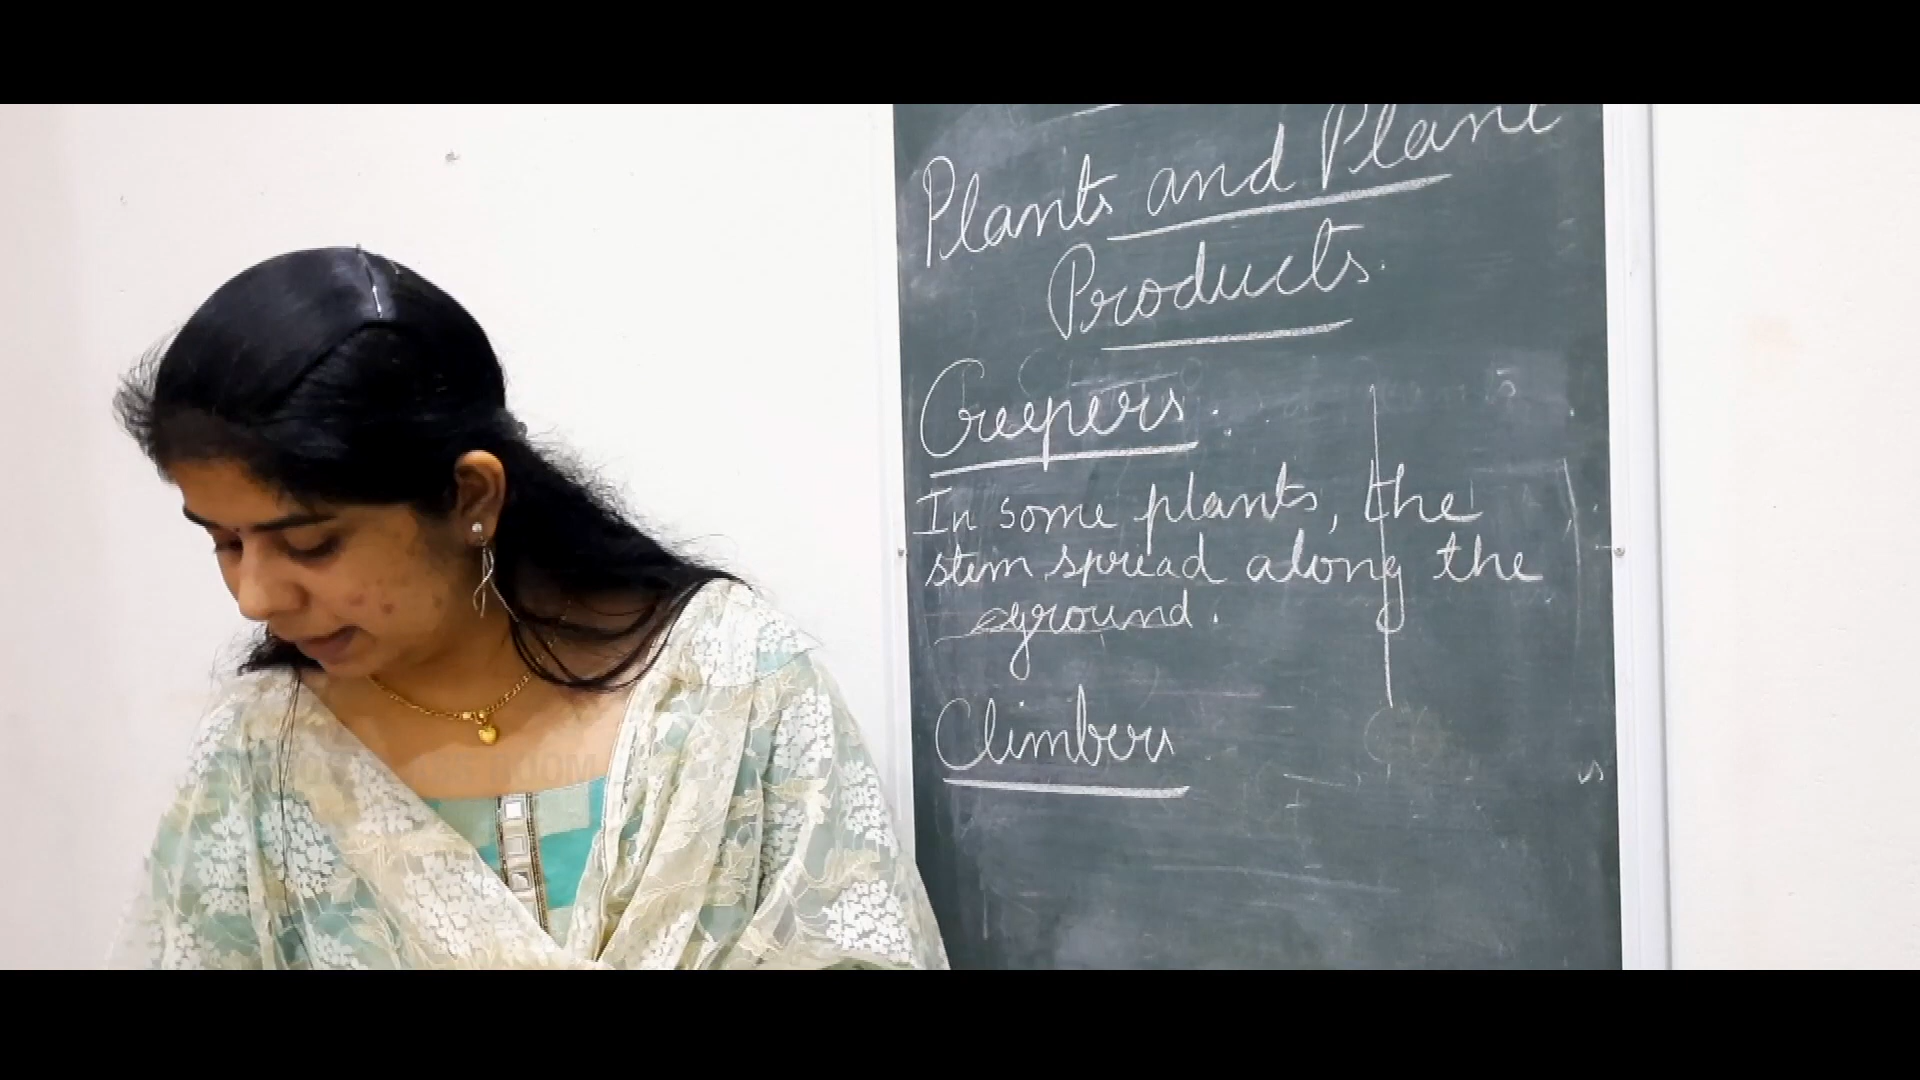 Plants and Plant
Products
Creepers
In some plants, the
stem spread along the
ground.
Climbers